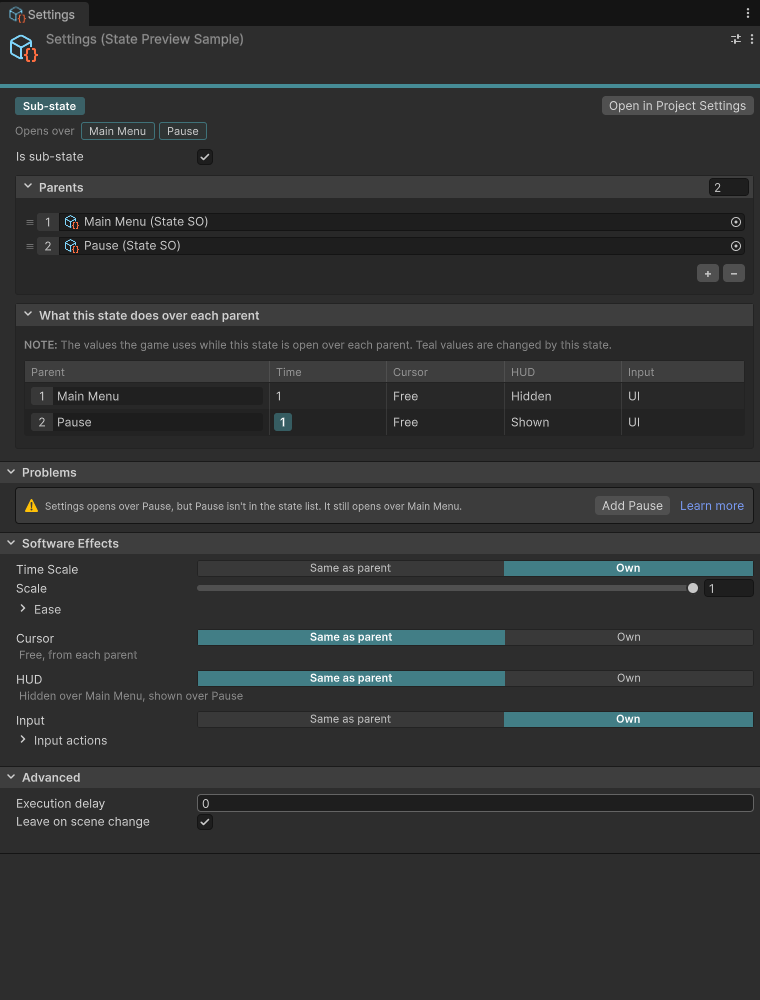 Settings
Settings (State Preview Sample)
Sub-state
Open in Project Settings
Opens over Main Menu Pause
Is sub-state
Parents 2
1 Main Menu (State SO)
2 Pause (State SO)
+ −
What this state does over each parent
NOTE: The values the game uses while this state is open over each parent. Teal values are changed by this state.
Parent Time Cursor HUD Input
1 Main Menu 1 Free Hidden UI
2 Pause 1 Free Shown UI
Problems
Settings opens over Pause, but Pause isn't in the state list. It still opens over Main Menu. Add Pause Learn more
Software Effects
Time Scale Same as parent Own
Scale 1
Ease
Cursor Same as parent Own
Free, from each parent
HUD Same as parent Own
Hidden over Main Menu, shown over Pause
Input Same as parent Own
Input actions
Advanced
Execution delay 0
Leave on scene change